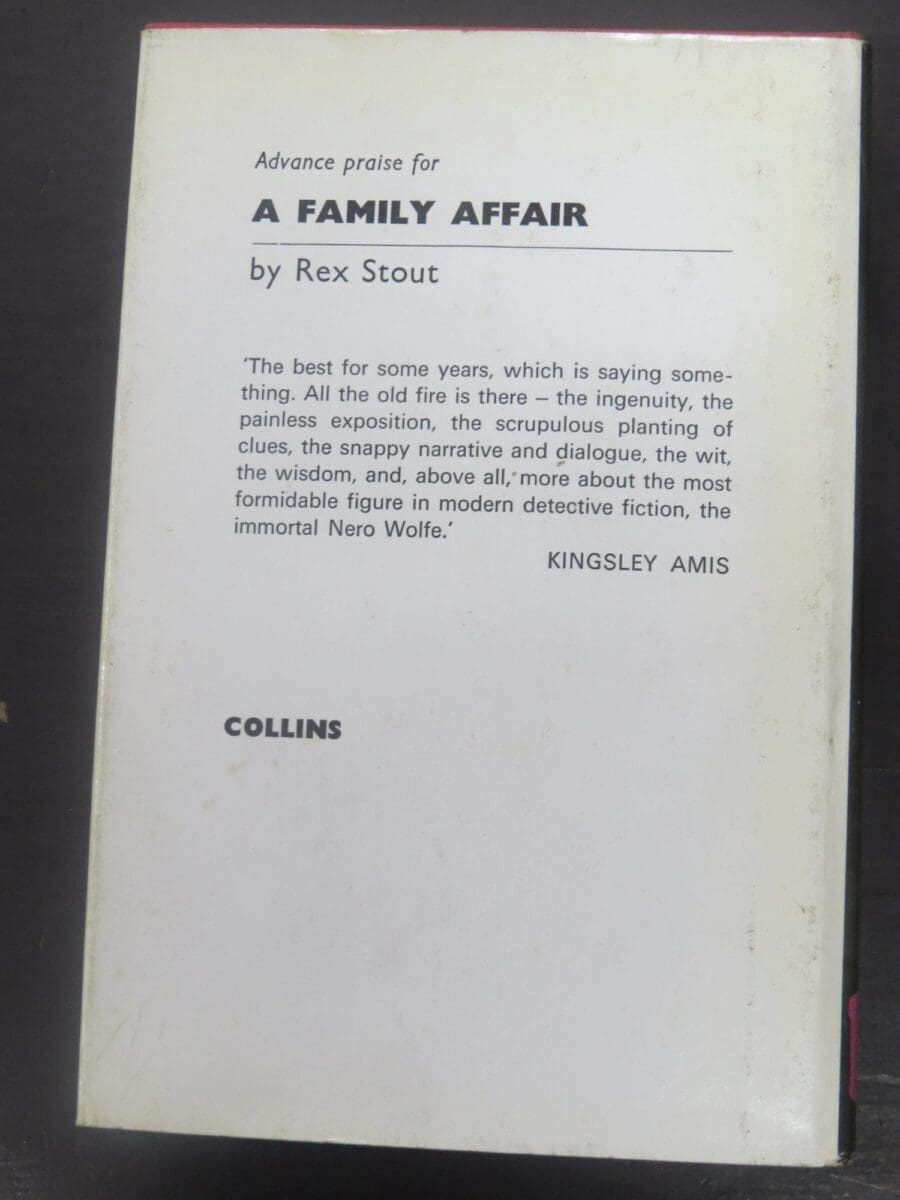 Advance praise for
A FAMILY AFFAIR
by Rex Stout
'The best for some years, which is saying some-
thing. All the old fire is there – the ingenuity, the
painless exposition, the scrupulous planting of
clues, the snappy narrative and dialogue, the wit,
the wisdom, and, above all, more about the most
formidable figure in modern detective fiction, the
immortal Nero Wolfe.'
KINGSLEY AMIS
COLLINS